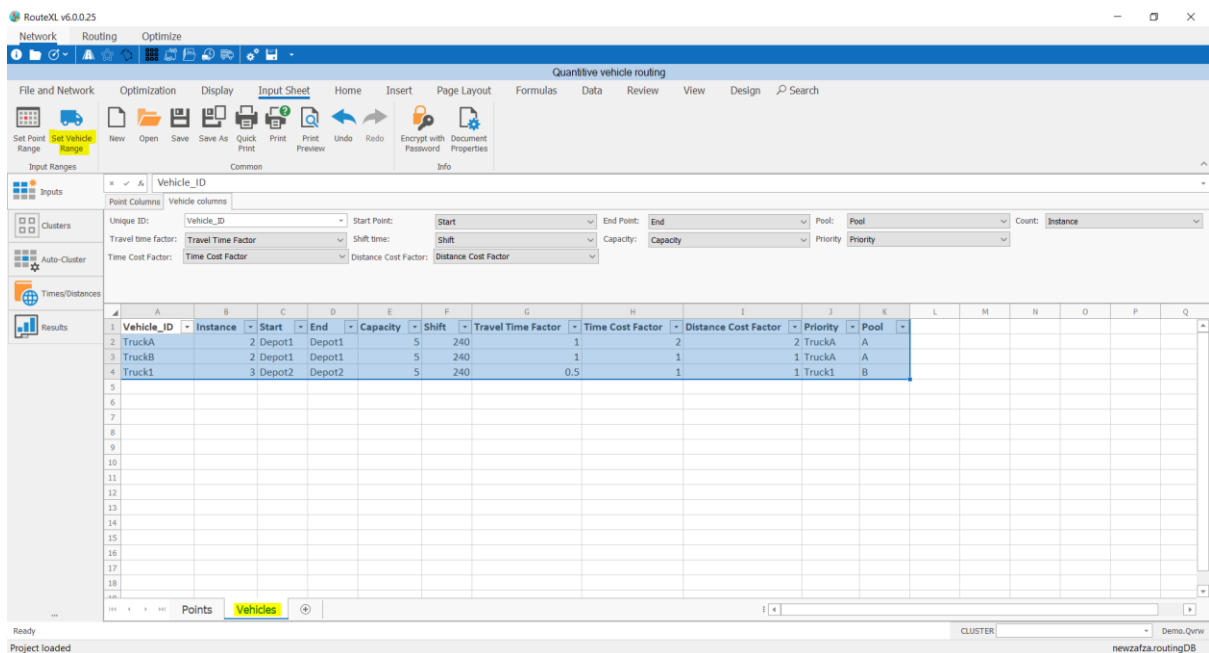 RouteXL v6.0.0.25
Network Routing Optimize
Quantitive vehicle routing
File and Network Optimization Display Input Sheet Home Insert Page Layout Formulas Data Review View Design Search
Set Point Range Set Vehicle Range New Open Save Save As Quick Print Print Print Preview Undo Redo Encrypt with Password Document Properties
Input Ranges Common Info
Inputs
Vehicle_ID
Point Columns Vehicle columns
Clusters
Unique ID: Vehicle_ID Start Point: Start End Point: End Pool: Pool Count: Instance
Travel time factor: Travel Time Factor Shift time: Shift Capacity: Capacity Priority Priority
Auto-Cluster
Time Cost Factor: Time Cost Factor Distance Cost Factor: Distance Cost Factor
Times/Distances
A B C D E F G H I J K L M N O P Q
Results
1 Vehicle_ID Instance Start End Capacity Shift Travel Time Factor Time Cost Factor Distance Cost Factor Priority Pool
2 TruckA 2 Depot1 Depot1 5 240 1 2 2 TruckA A
3 TruckB 2 Depot1 Depot1 5 240 1 1 1 TruckA A
4 Truck1 3 Depot2 Depot2 5 240 0.5 1 1 Truck1 B
5
6
7
8
9
10
11
12
13
14
15
16
17
18
... Points Vehicles
Ready CLUSTER Demo.Qvrw
Project loaded newzafza.routingDB